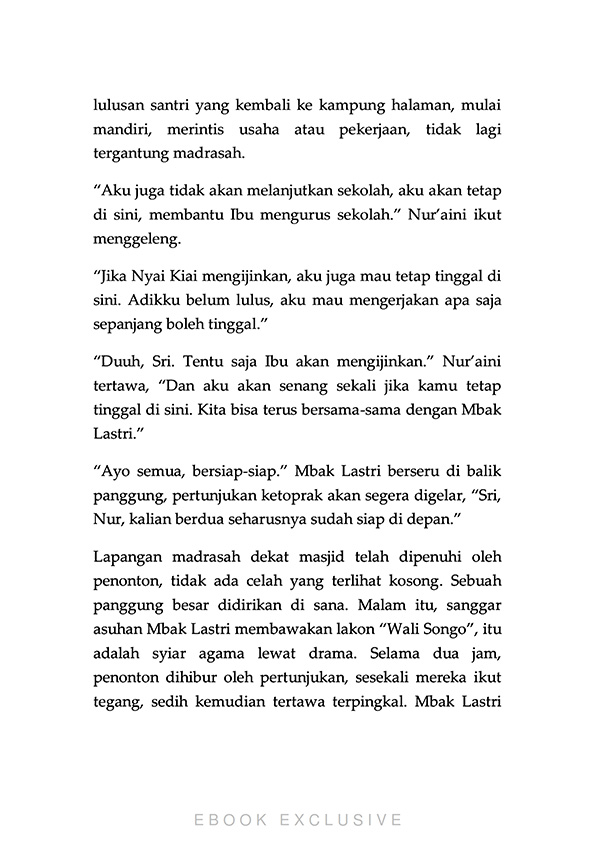 lulusan santri yang kembali ke kampung halaman, mulai
mandiri, merintis usaha atau pekerjaan, tidak lagi
tergantung madrasah.
“Aku juga tidak akan melanjutkan sekolah, aku akan tetap
di sini, membantu Ibu mengurus sekolah.” Nur’aini ikut
menggeleng.
“Jika Nyai Kiai mengijinkan, aku juga mau tetap tinggal di
sini. Adikku belum lulus, aku mau mengerjakan apa saja
sepanjang boleh tinggal.”
“Duuh, Sri. Tentu saja Ibu akan mengijinkan.” Nur’aini
tertawa, “Dan aku akan senang sekali jika kamu tetap
tinggal di sini. Kita bisa terus bersama-sama dengan Mbak
Lastri.”
“Ayo semua, bersiap-siap.” Mbak Lastri berseru di balik
panggung, pertunjukan ketoprak akan segera digelar, “Sri,
Nur, kalian berdua seharusnya sudah siap di depan.”
Lapangan madrasah dekat masjid telah dipenuhi oleh
penonton, tidak ada celah yang terlihat kosong. Sebuah
panggung besar didirikan di sana. Malam itu, sanggar
asuhan Mbak Lastri membawakan lakon “Wali Songo”, itu
adalah syiar agama lewat drama. Selama dua jam,
penonton dihibur oleh pertunjukan, sesekali mereka ikut
tegang, sedih kemudian tertawa terpingkal. Mbak Lastri
EBOOK EXCLUSIVE